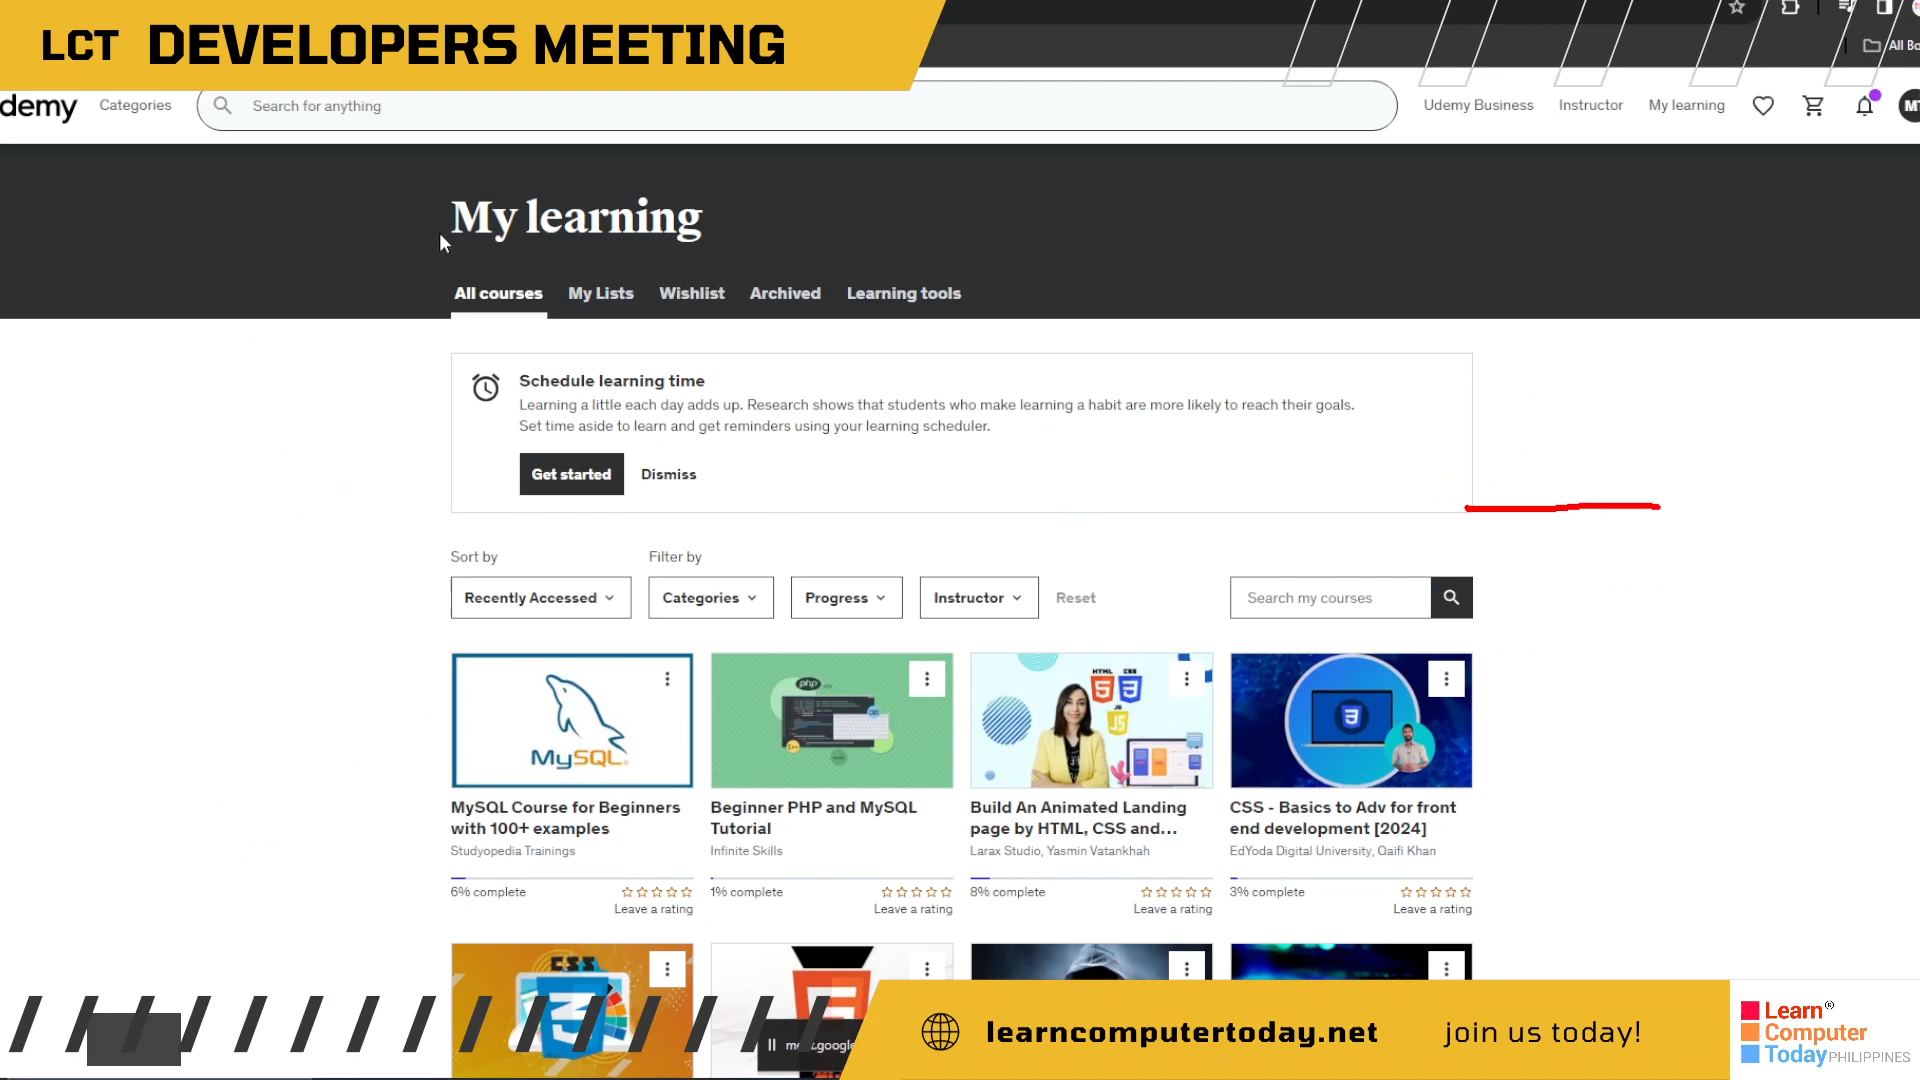 LCT DEVELOPERS MEETING
All Bo
demy
Categories
Search for anything
Udemy Business
Instructor
My learning
My learning
All courses
My Lists
Wishlist
Archived
Learning tools
Schedule learning time
Learning a little each day adds up. Research shows that students who make learning a habit are more likely to reach their goals.
Set time aside to learn and get reminders using your learning scheduler.
Get started
Dismiss
Sort by
Filter by
Recently Accessed
Categories
Progress
Instructor
Reset
Search my courses
MySQL®
php
HTML CSS
JS
MySQL Course for Beginners
with 100+ examples
Studyopedia Trainings
6% complete
Leave a rating
Beginner PHP and MySQL
Tutorial
Infinite Skills
1% complete
Leave a rating
Build An Animated Landing
page by HTML, CSS and...
Larax Studio, Yasmin Vatankhah
8% complete
Leave a rating
CSS - Basics to Adv for front
end development [2024]
EdYoda Digital University, Qaifi Khan
3% complete
Leave a rating
CSS
learncomputertoday.net
join us today!
Learn®
Computer
Today PHILIPPINES